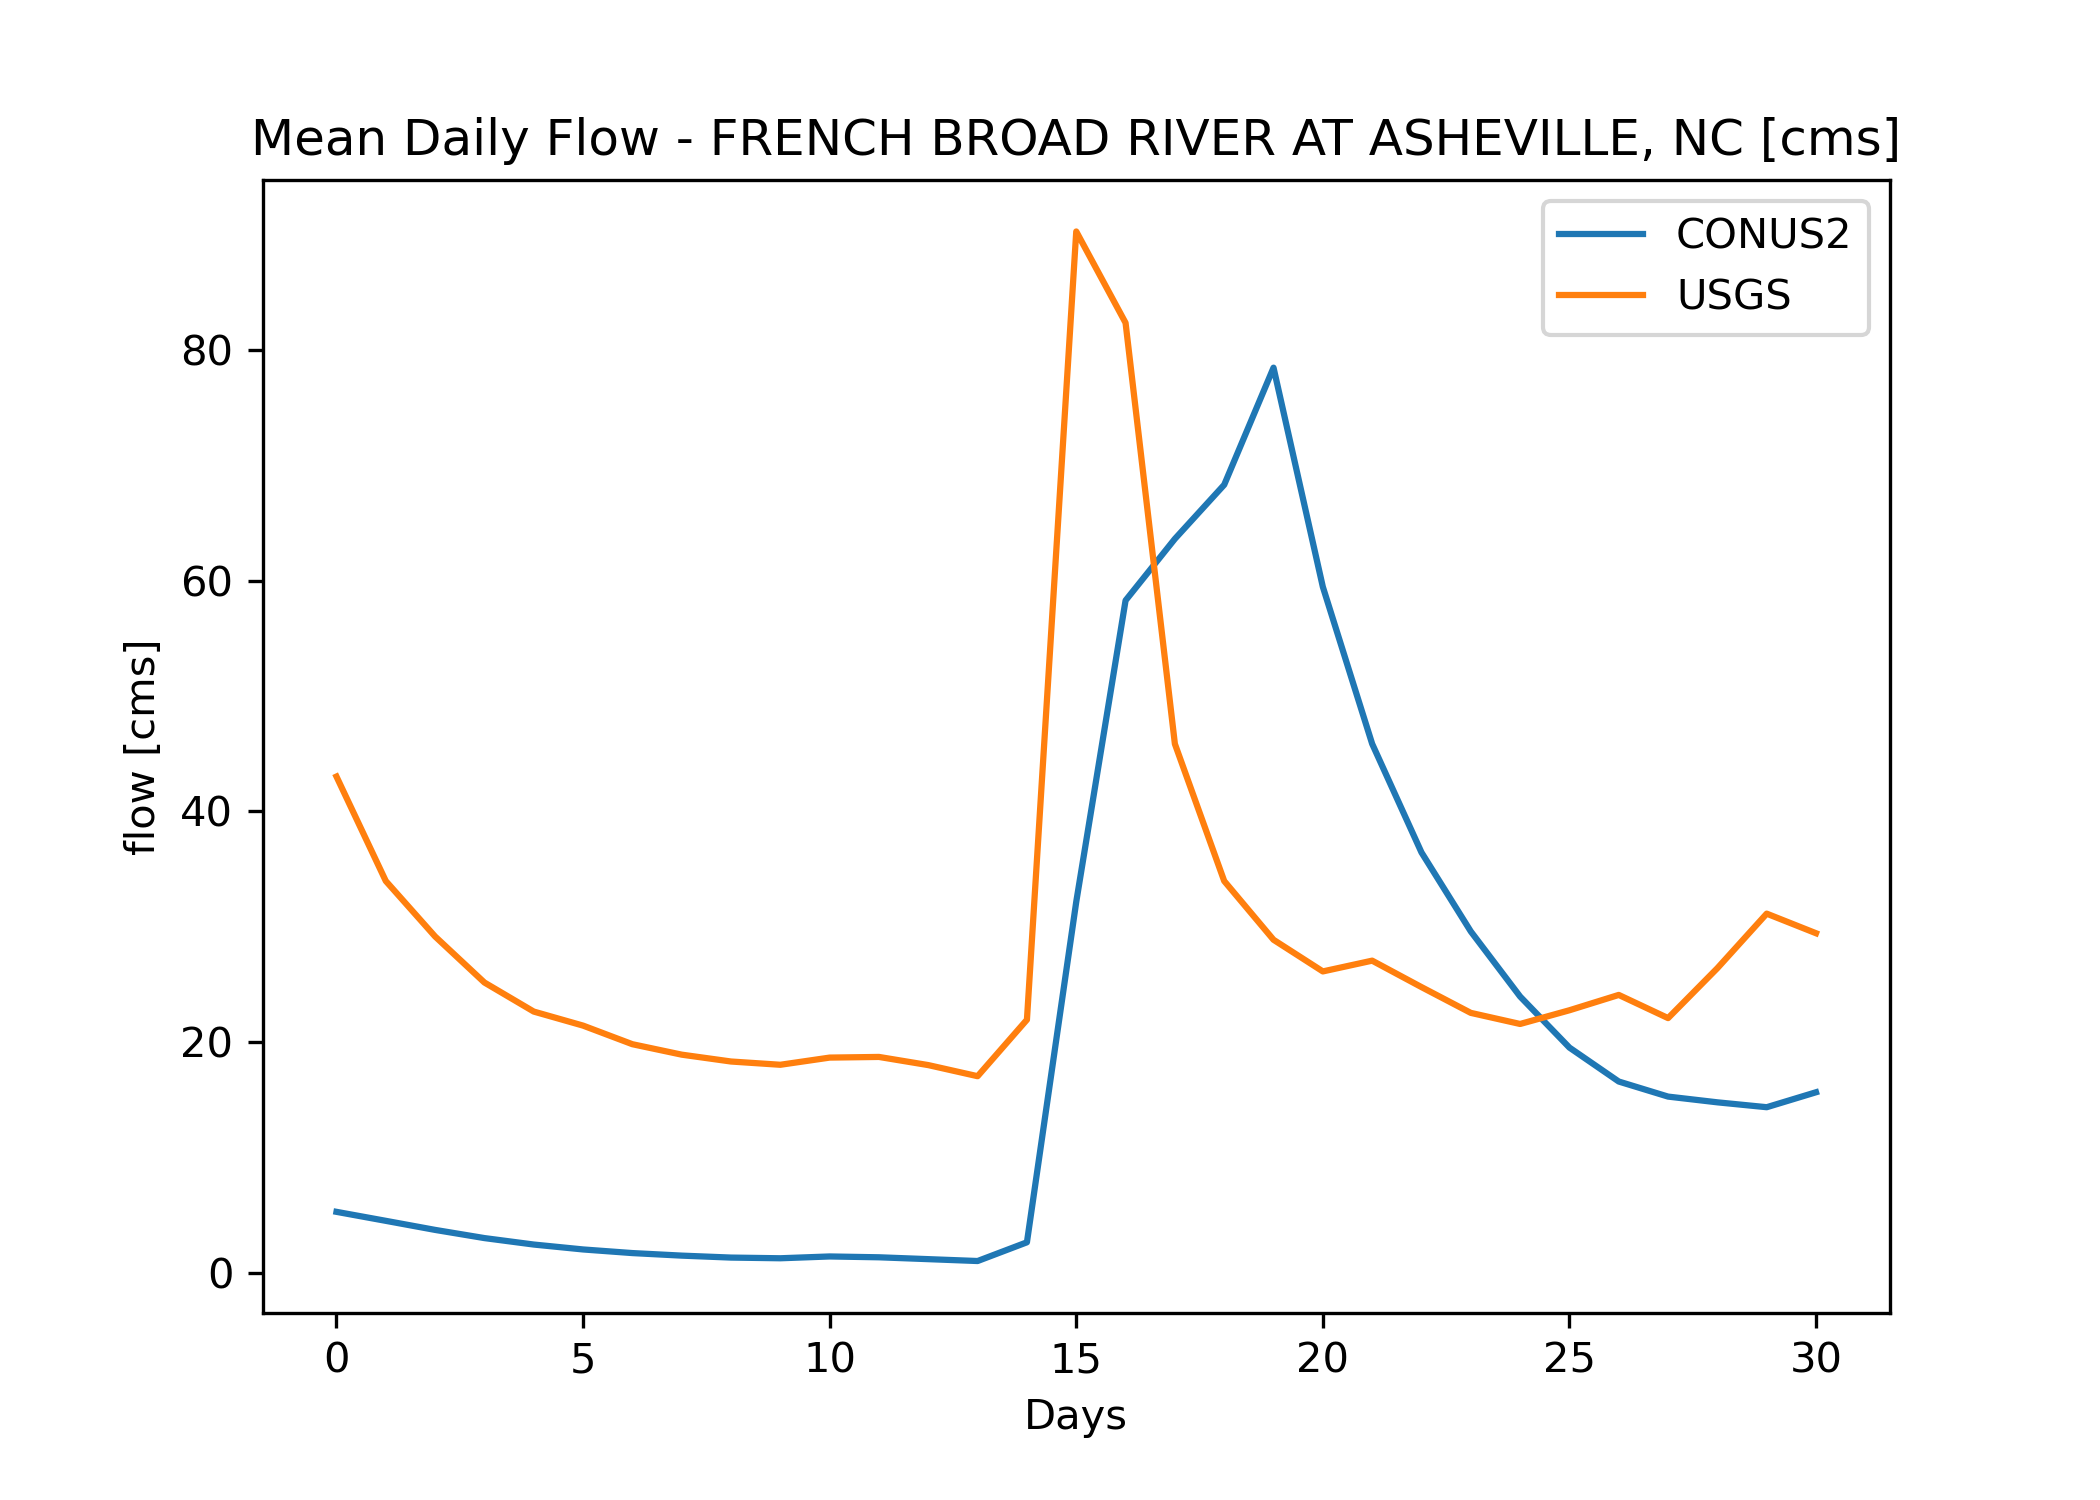 Mean Daily Flow - FRENCH BROAD RIVER AT ASHEVILLE, NC [cms]
CONUS2
USGS
80
60
40
20
0
flow [cms]
0 5 10 15 20 25 30
Days